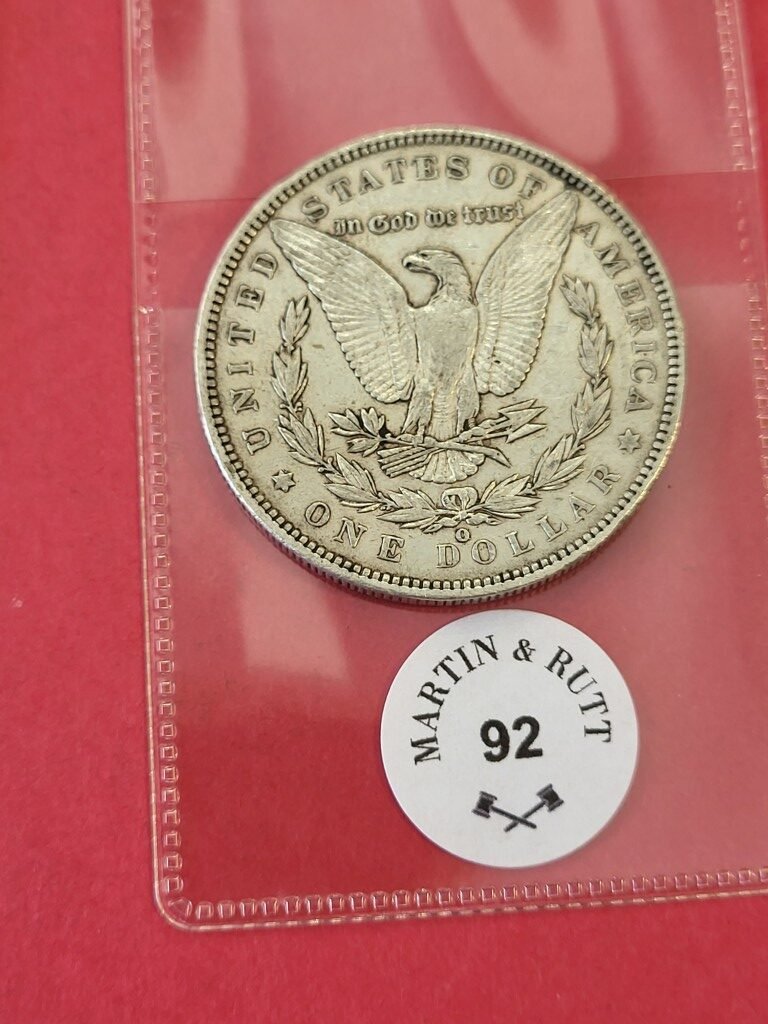 UNITED STATES OF AMERICA
In God we trust
ONE DOLLAR
O
MARTIN & RUTT
92